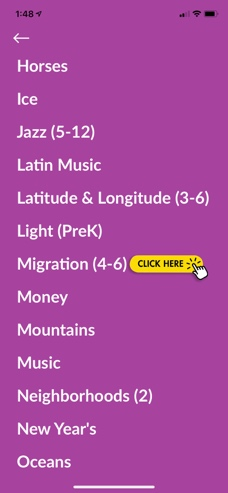 1:48
Horses
Ice
Jazz (5-12)
Latin Music
Latitude & Longitude (3-6)
Light (PreK)
Migration (4-6) CLICK HERE
Money
Mountains
Music
Neighborhoods (2)
New Year's
Oceans